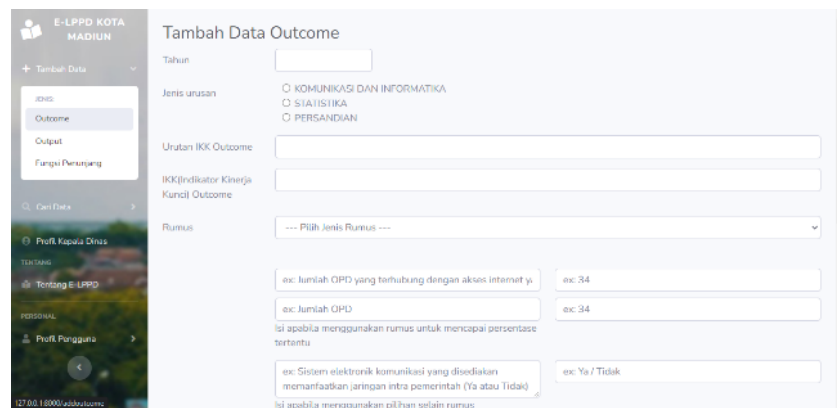 E-LPPD KOTA
MADIUN
Tambah Data
JENIS
Outcome
Output
Fungsi Penunjang
Cari Data
Profil Kepala Dinas
TENTANG
Tentang E-LPPD
PERSONAL
Profil Pengguna
127.0.0.1:8000/addoutcome
Tambah Data Outcome
Tahun
Jenis urusan
KOMUNIKASI DAN INFORMATIKA
STATISTIKA
PERSANDIAN
Urutan IKK Outcome
IKK(Indikator Kinerja
Kunci) Outcome
Rumus
--- Pilih Jenis Rumus ---
ex: Jumlah OPD yang terhubung dengan akses internet y
ex: 34
ex: Jumlah OPD
ex: 34
Isi apabila menggunakan rumus untuk mencapai persentase
tertentu
ex: Sistem elektronik komunikasi yang disediakan
memanfaatkan jaringan intra pemerintah (Ya atau Tidak)
ex: Ya / Tidak
Isi apabila menggunakan pilihan selain rumus